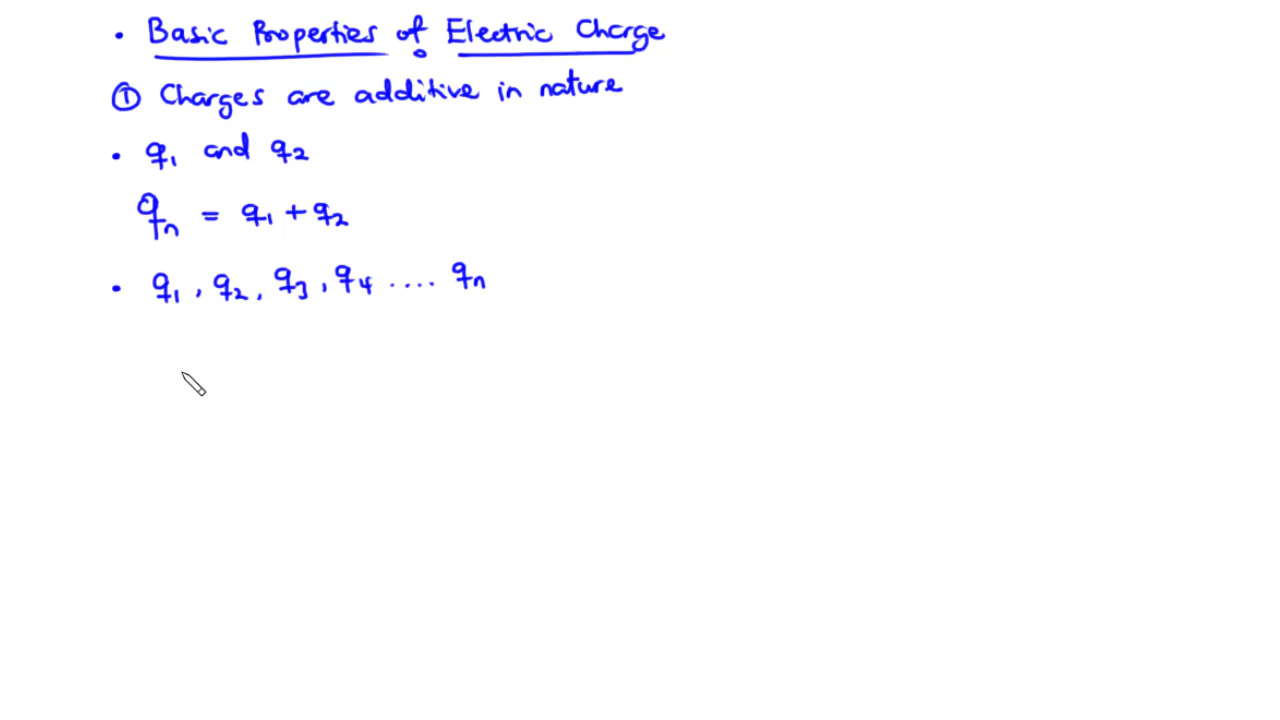 • Basic Properties of Electric Charge
① Charges are additive in nature
• q₁ and q₂
qₙ = q₁ + q₂
• q₁, q₂, q₃, q₄ .... qₙ